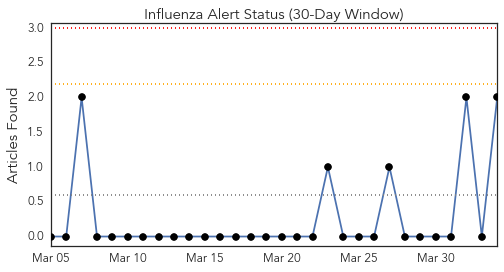 Influenza Alert Status (30-Day Window)
3.0
2.5
2.0
1.5
1.0
0.5
0.0
Articles Found
Mar 05
Mar 10
Mar 15
Mar 20
Mar 25
Mar 30